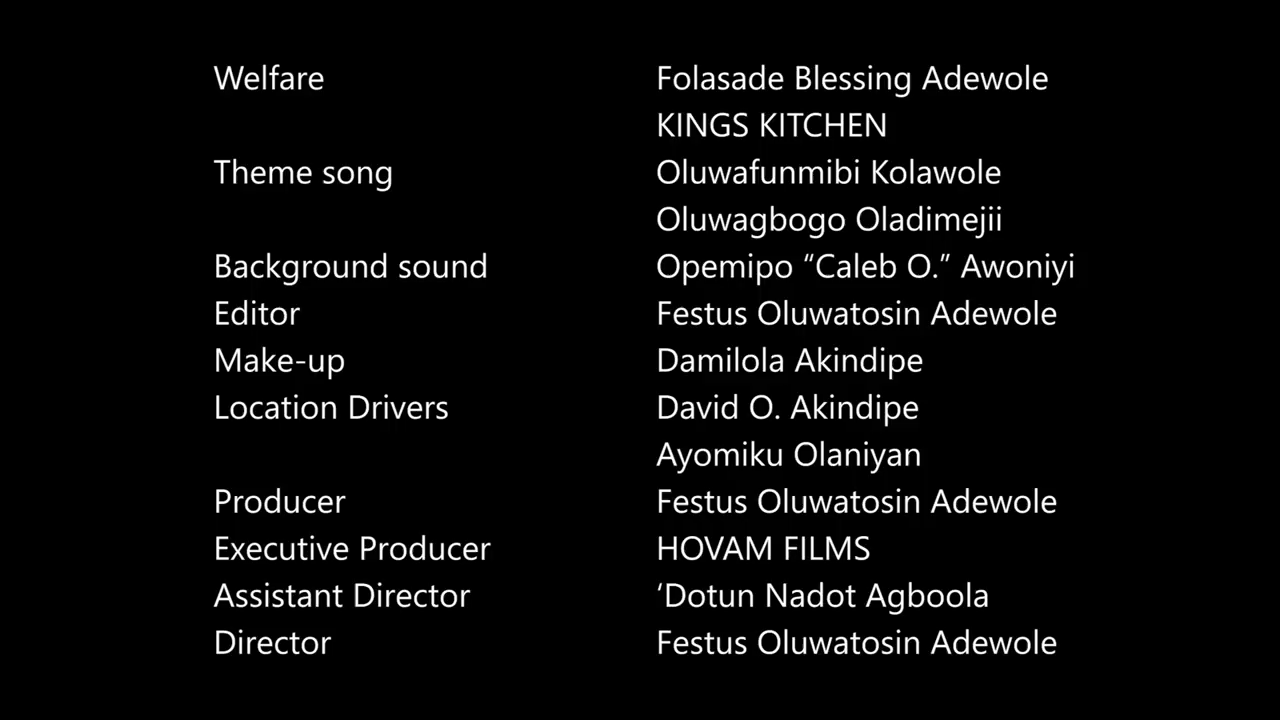 Welfare Folasade Blessing Adewole
KINGS KITCHEN
Theme song Oluwafunmibi Kolawole
Oluwagbogo Oladimejii
Background sound Opemipo “Caleb O.” Awoniyi
Editor Festus Oluwatosin Adewole
Make-up Damilola Akindipe
Location Drivers David O. Akindipe
Ayomiku Olaniyan
Producer Festus Oluwatosin Adewole
Executive Producer HOVAM FILMS
Assistant Director ‘Dotun Nadot Agboola
Director Festus Oluwatosin Adewole